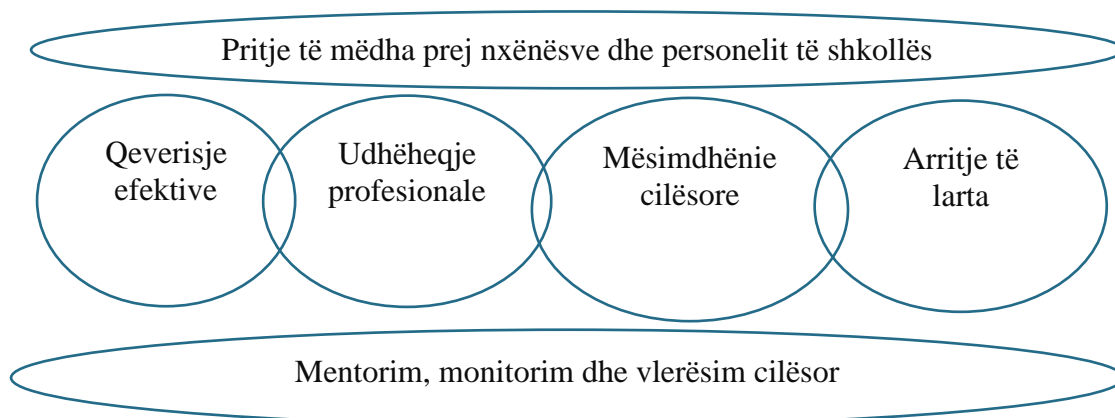 Pritje të mëdha prej nxënësve dhe personelit të shkollës
Qeverisje
efektive
Udhëheqje
profesionale
Mësimdhënie
cilësore
Arritje të
larta
Mentorim, monitorim dhe vlerësim cilësor